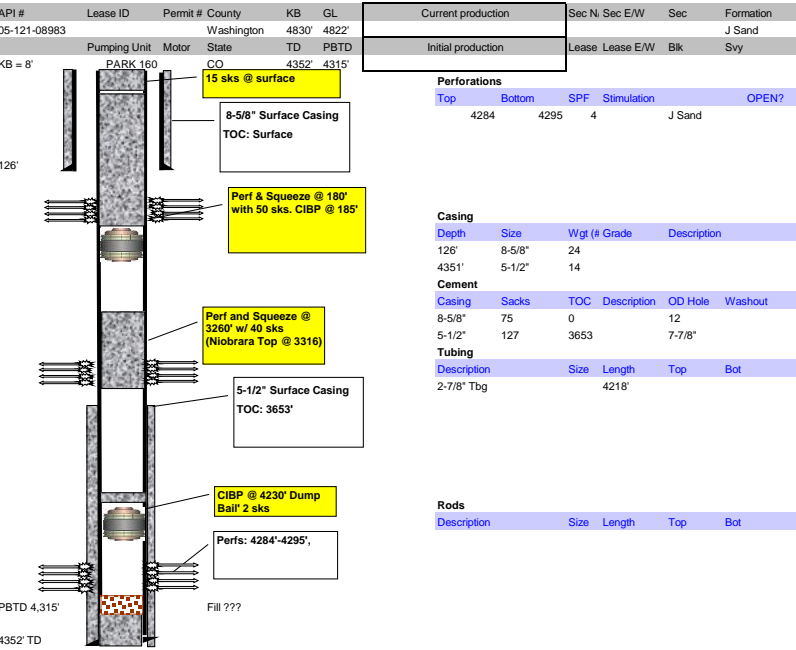 API # Lease ID Permit # County KB GL Current production Sec N/ Sec E/W Sec Formation
05-121-08983 Washington 4830' 4822' J Sand
Pumping Unit Motor State TD PBTD Initial production Lease Lease E/W Blk Svy
KB = 8' PARK 160 CO 4352' 4315'
15 sks @ surface
8-5/8" Surface Casing
TOC: Surface
126'
Perf & Squeeze @ 180'
with 50 sks. CIBP @ 185'
Perf and Squeeze @
3260' w/ 40 sks
(Niobrara Top @ 3316)
5-1/2" Surface Casing
TOC: 3653'
CIBP @ 4230' Dump
Bail' 2 sks
Perfs: 4284'-4295',
PBTD 4,315' Fill ???
4352' TD
Perforations
Top Bottom SPF Stimulation OPEN?
4284 4295 4 J Sand
Casing
Depth Size Wgt (# Grade Description
126' 8-5/8" 24
4351' 5-1/2" 14
Cement
Casing Sacks TOC Description OD Hole Washout
8-5/8" 75 0 12
5-1/2" 127 3653 7-7/8"
Tubing
Description Size Length Top Bot
2-7/8" Tbg 4218'
Rods
Description Size Length Top Bot